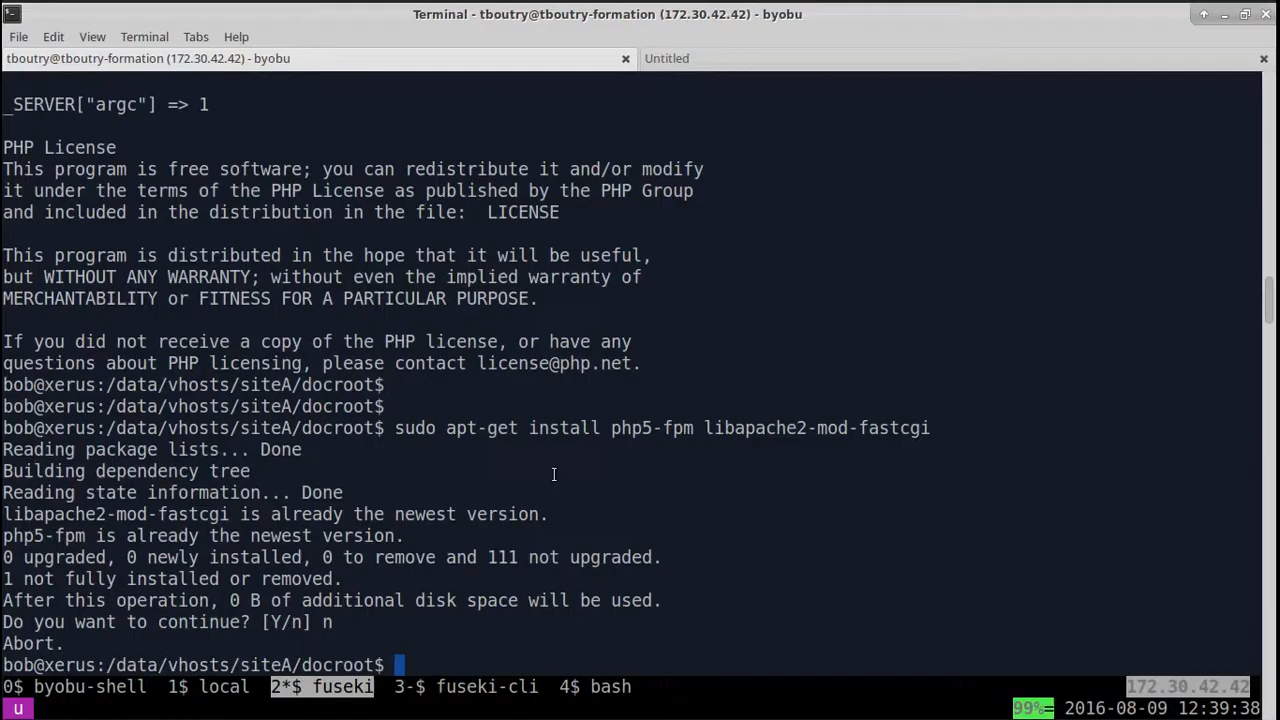 Terminal - tboutry@tboutry-formation (172.30.42.42) - byobu
File Edit View Terminal Tabs Help
tboutry@tboutry-formation (172.30.42.42) - byobu
Untitled
_SERVER["argc"] => 1
PHP License
This program is free software; you can redistribute it and/or modify
it under the terms of the PHP License as published by the PHP Group
and included in the distribution in the file:  LICENSE
This program is distributed in the hope that it will be useful,
but WITHOUT ANY WARRANTY; without even the implied warranty of
MERCHANTABILITY or FITNESS FOR A PARTICULAR PURPOSE.
If you did not receive a copy of the PHP license, or have any
questions about PHP licensing, please contact license@php.net.
bob@xerus:/data/vhosts/siteA/docroot$
bob@xerus:/data/vhosts/siteA/docroot$
bob@xerus:/data/vhosts/siteA/docroot$ sudo apt-get install php5-fpm libapache2-mod-fastcgi
Reading package lists... Done
Building dependency tree
Reading state information... Done
libapache2-mod-fastcgi is already the newest version.
php5-fpm is already the newest version.
0 upgraded, 0 newly installed, 0 to remove and 111 not upgraded.
1 not fully installed or removed.
After this operation, 0 B of additional disk space will be used.
Do you want to continue? [Y/n] n
Abort.
bob@xerus:/data/vhosts/siteA/docroot$
0$ byobu-shell  1$ local  2*$ fuseki  3-$ fuseki-cli  4$ bash 172.30.42.42
u 99%= 2016-08-09 12:39:38